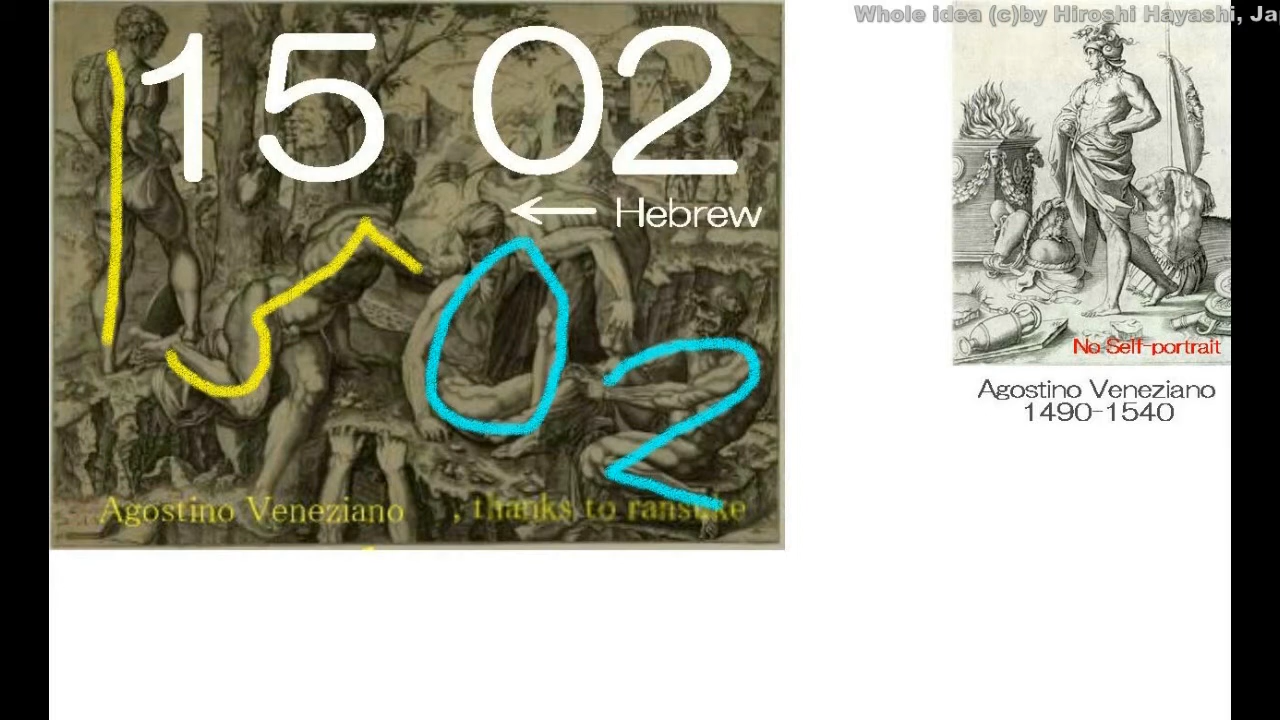 Whole idea (c)by Hiroshi Hayashi, Ja
15 02
← Hebrew
Agostino Veneziano , thanks to ransuke
No Self-portrait
Agostino Veneziano
1490-1540